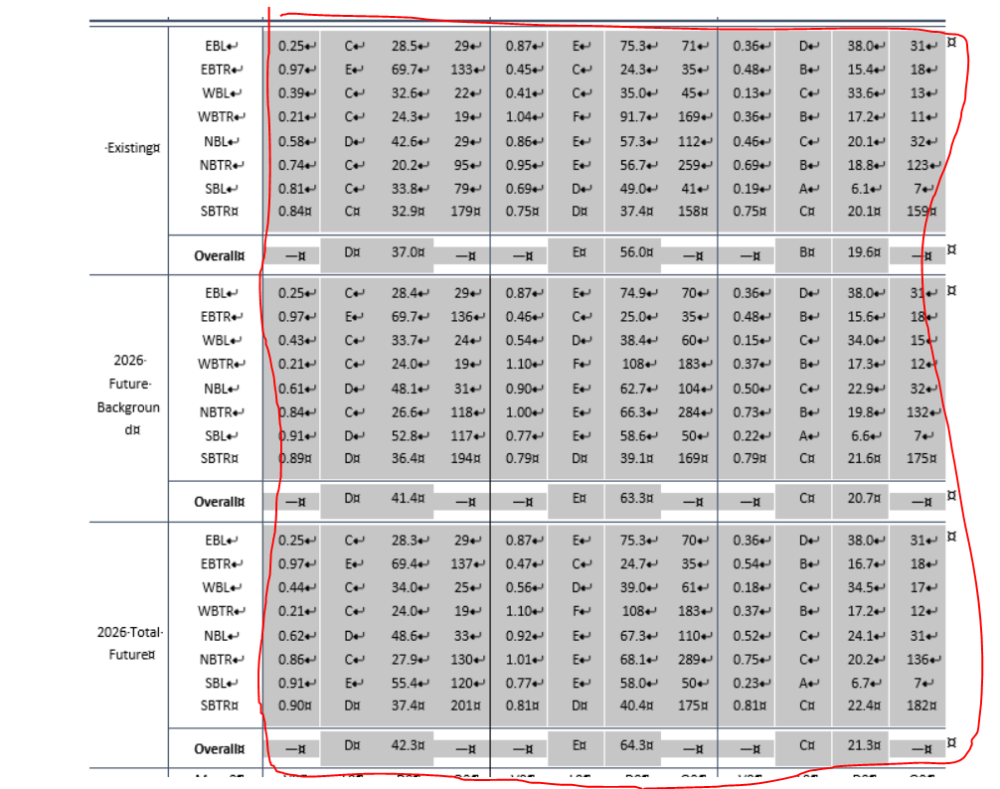 EBL 0.25 C 28.5 29 0.87 E 75.3 71 0.36 D 38.0 31
EBTR 0.97 E 69.7 133 0.45 C 24.3 35 0.48 B 15.4 18
WBL 0.39 C 32.6 22 0.41 C 35.0 45 0.13 C 33.6 13
WBTR 0.21 C 24.3 19 1.04 F 91.7 169 0.36 B 17.2 11
Existing NBL 0.58 D 42.6 29 0.86 E 57.3 112 0.46 C 20.1 32
NBTR 0.74 C 20.2 95 0.95 E 56.7 259 0.69 B 18.8 123
SBL 0.81 C 33.8 79 0.69 D 49.0 41 0.19 A 6.1 7
SBTR 0.84 C 32.9 179 0.75 D 37.4 158 0.75 C 20.1 159
Overall — D 37.0 — — E 56.0 — — B 19.6 —
EBL 0.25 C 28.4 29 0.87 E 74.9 70 0.36 D 38.0 31
EBTR 0.97 E 69.7 136 0.46 C 25.0 35 0.48 B 15.6 18
WBL 0.43 C 33.7 24 0.54 D 38.4 60 0.15 C 34.0 15
2026 WBTR 0.21 C 24.0 19 1.10 F 108 183 0.37 B 17.3 12
Future NBL 0.61 D 48.1 31 0.90 E 62.7 104 0.50 C 22.9 32
Backgroun NBTR 0.84 C 26.6 118 1.00 E 66.3 284 0.73 B 19.8 132
d SBL 0.91 D 52.8 117 0.77 E 58.6 50 0.22 A 6.6 7
SBTR 0.89 D 36.4 194 0.79 D 39.1 169 0.79 C 21.6 175
Overall — D 41.4 — — E 63.3 — — C 20.7 —
EBL 0.25 C 28.3 29 0.87 E 75.3 70 0.36 D 38.0 31
EBTR 0.97 E 69.4 137 0.47 C 24.7 35 0.54 B 16.7 18
WBL 0.44 C 34.0 25 0.56 D 39.0 61 0.18 C 34.5 17
WBTR 0.21 C 24.0 19 1.10 F 108 183 0.37 B 17.2 12
2026 Total NBL 0.62 D 48.6 33 0.92 E 67.3 110 0.52 C 24.1 31
Future NBTR 0.86 C 27.9 130 1.01 E 68.1 289 0.75 C 20.2 136
SBL 0.91 E 55.4 120 0.77 E 58.0 50 0.23 A 6.7 7
SBTR 0.90 D 37.4 201 0.81 D 40.4 175 0.81 C 22.4 182
Overall — D 42.3 — — E 64.3 — — C 21.3 —